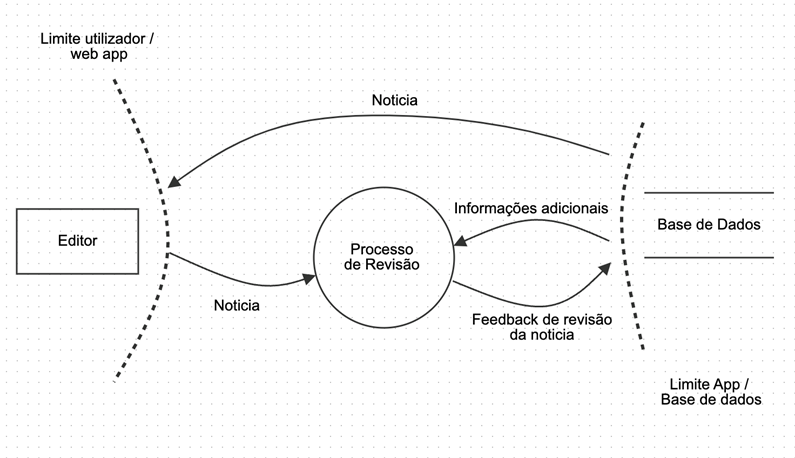 Limite utilizador /
web app
Noticia
Informações adicionais
Base de Dados
Editor
Processo
de Revisão
Noticia
Feedback de revisão
da noticia
Limite App /
Base de dados